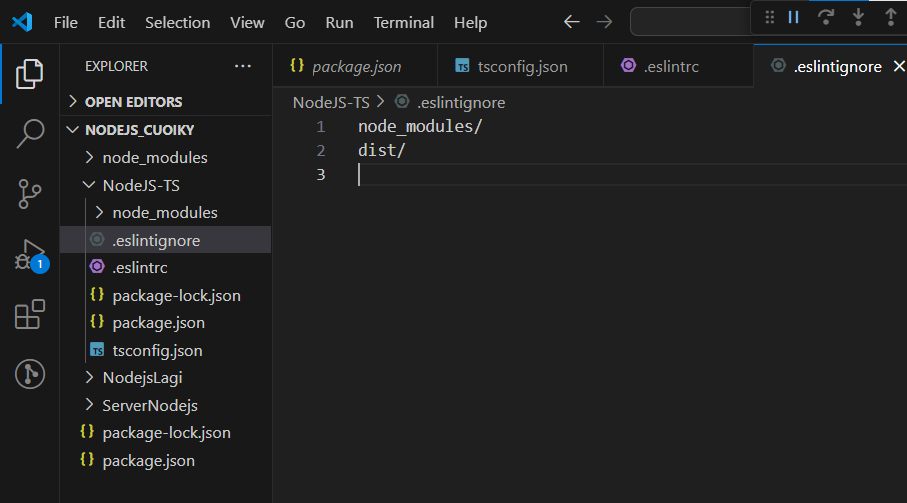 File Edit Selection View Go Run Terminal Help
EXPLORER
OPEN EDITORS
NODEJS_CUOIKY
node_modules
NodeJS-TS
node_modules
.eslintignore
.eslintrc
{} package-lock.json
{} package.json
TS tsconfig.json
NodejsLagi
ServerNodejs
{} package-lock.json
{} package.json
1
{} package.json TS tsconfig.json .eslintrc .eslintignore
NodeJS-TS > .eslintignore
1 node_modules/
2 dist/
3